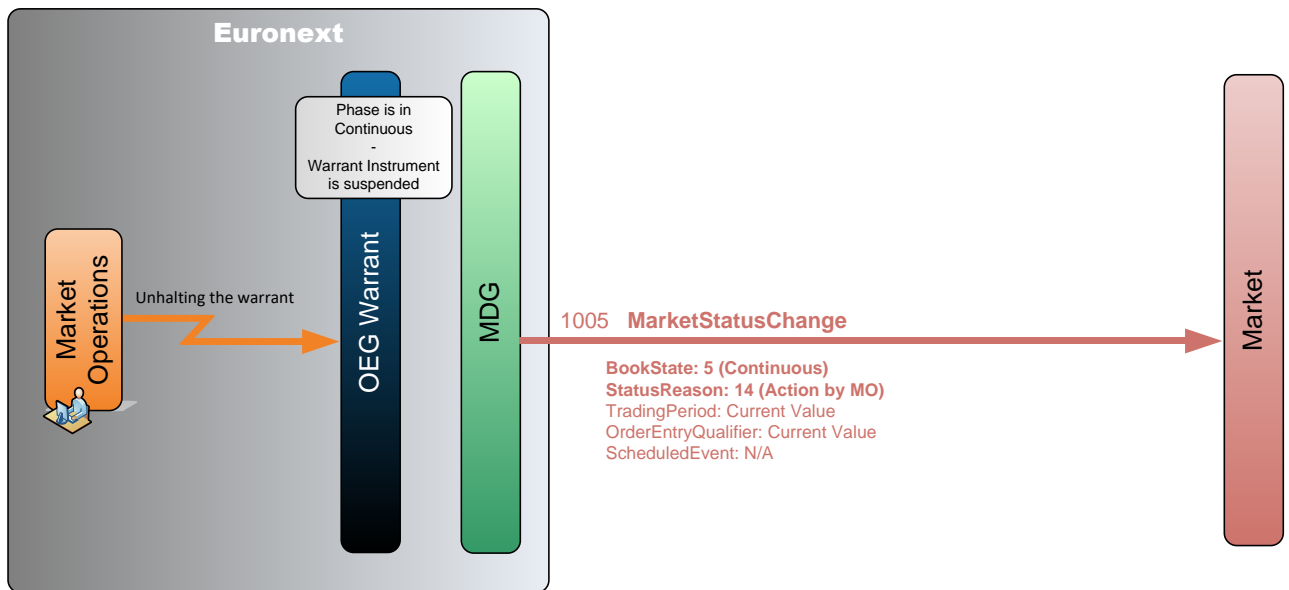 Euronext
Phase is in
Continuous
-
Warrant Instrument
is suspended
Market
Operations
Unhalting the warrant
OEG Warrant
MDG
1005 MarketStatusChange
BookState: 5 (Continuous)
StatusReason: 14 (Action by MO)
TradingPeriod: Current Value
OrderEntryQualifier: Current Value
ScheduledEvent: N/A
Market